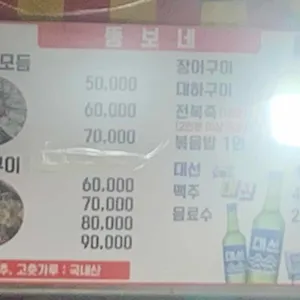 뚱보네
모듬
50,000
60,000
70,000
구이
60,000
70,000
80,000
90,000
장어구이
대하구이
전복죽
볶음밥 1인
대선
맥주
음료수
대선
추, 고춧가루 : 국내산